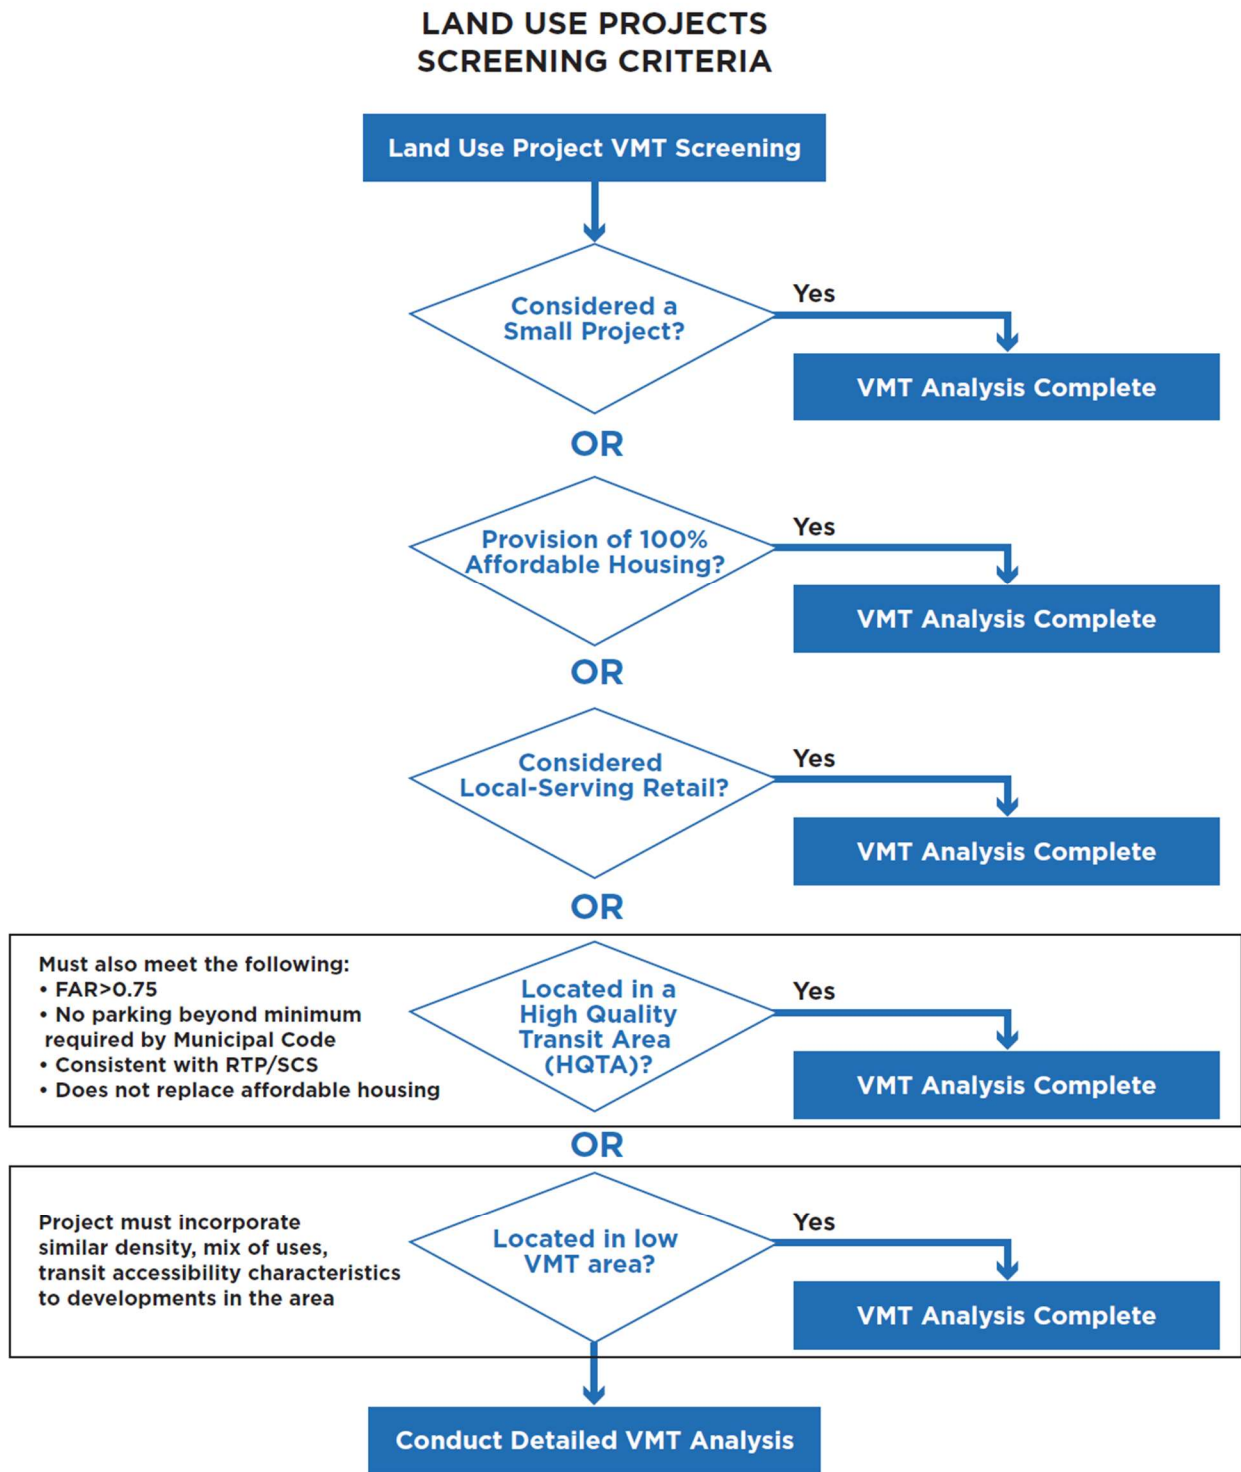 LAND USE PROJECTS
SCREENING CRITERIA
Land Use Project VMT Screening
Considered a
Small Project?
Yes
VMT Analysis Complete
OR
Provision of 100%
Affordable Housing?
Yes
VMT Analysis Complete
OR
Considered
Local-Serving Retail?
Yes
VMT Analysis Complete
OR
Must also meet the following:
• FAR>0.75
• No parking beyond minimum
required by Municipal Code
• Consistent with RTP/SCS
• Does not replace affordable housing
Located in a
High Quality
Transit Area
(HQTA)?
Yes
VMT Analysis Complete
OR
Project must incorporate
similar density, mix of uses,
transit accessibility characteristics
to developments in the area
Located in low
VMT area?
Yes
VMT Analysis Complete
Conduct Detailed VMT Analysis